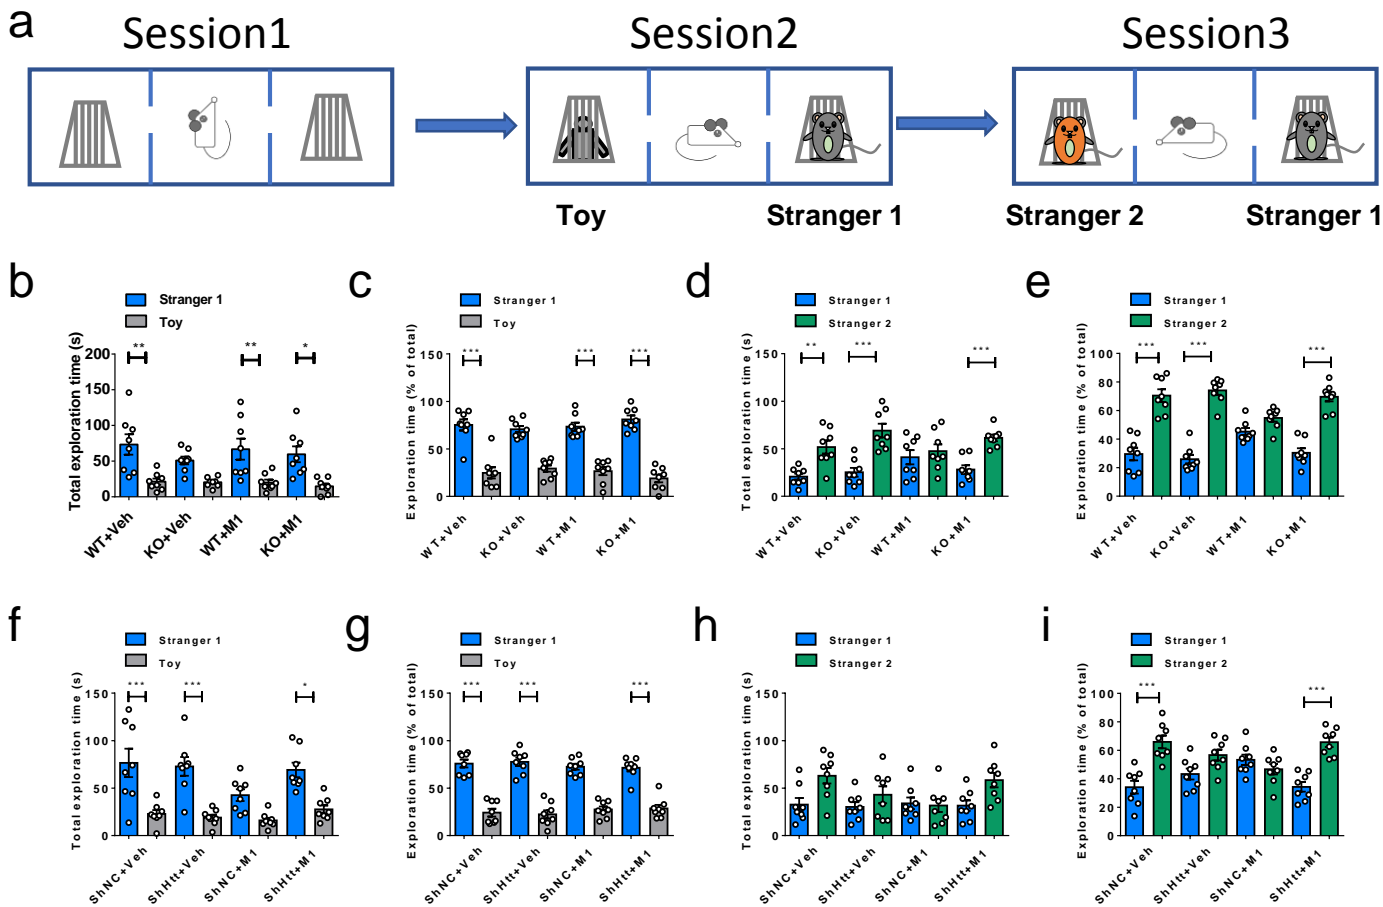 a
Session1
Session2
Session3
Toy
Stranger 1
Stranger 2
Stranger 1
b
Stranger 1
Toy
Total exploration time (s)
200
150
100
50
0
**
**
*
WT+Veh
KO+Veh
WT+M1
KO+M1
c
Stranger 1
Toy
Exploration time (% of total)
150
100
50
0
***
***
***
WT+Veh
KO+Veh
WT+M1
KO+M1
d
Stranger 1
Stranger 2
Total exploration time (s)
150
100
50
0
**
***
***
WT+Veh
KO+Veh
WT+M1
KO+M1
e
Stranger 1
Stranger 2
Exploration time (% of total)
100
80
60
40
20
0
***
***
***
WT+Veh
KO+Veh
WT+M1
KO+M1
f
Stranger 1
Toy
Total exploration time (s)
150
100
50
0
***
***
*
ShNC+Veh
ShHtt+Veh
ShNC+M1
ShHtt+M1
g
Stranger 1
Toy
Exploration time (% of total)
150
100
50
0
***
***
***
ShNC+Veh
ShHtt+Veh
ShNC+M1
ShHtt+M1
h
Stranger 1
Stranger 2
Total exploration time (s)
150
100
50
0
ShNC+Veh
ShHtt+Veh
ShNC+M1
ShHtt+M1
i
Stranger 1
Stranger 2
Exploration time (% of total)
100
80
60
40
20
0
***
***
ShNC+Veh
ShHtt+Veh
ShNC+M1
ShHtt+M1